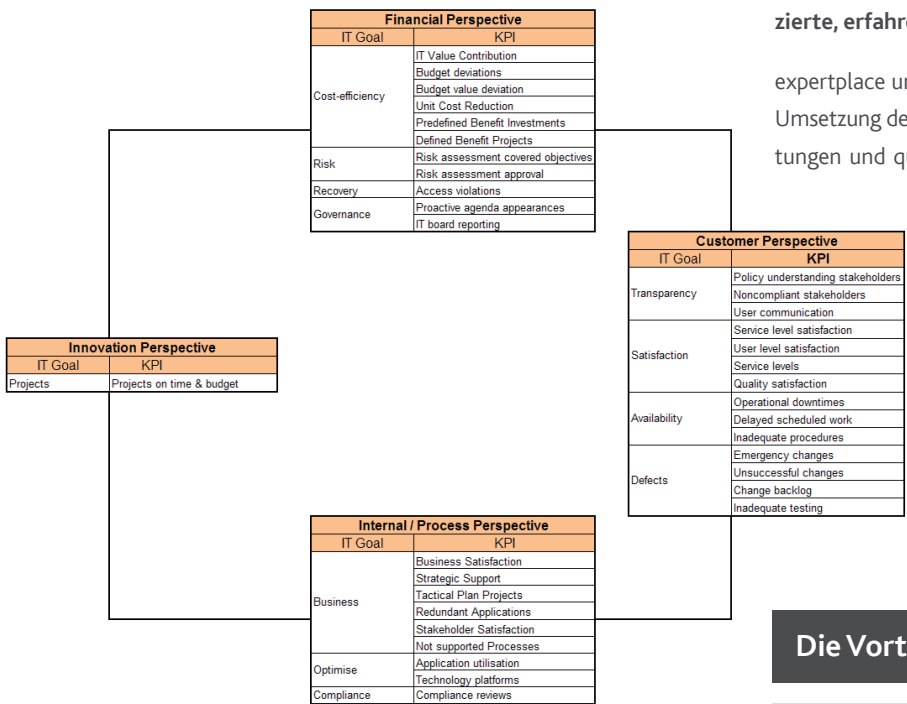 Financial Perspective
IT Goal KPI
Cost-efficiency
IT Value Contribution
Budget deviations
Budget value deviation
Unit Cost Reduction
Predefined Benefit Investments
Defined Benefit Projects
Risk
Risk assessment covered objectives
Risk assessment approval
Recovery Access violations
Governance
Proactive agenda appearances
IT board reporting
zierte, erfahr
expertplace u
Umsetzung de
tungen und q
Customer Perspective
IT Goal KPI
Transparency
Policy understanding stakeholders
Noncompliant stakeholders
User communication
Satisfaction
Service level satisfaction
User level satisfaction
Service levels
Quality satisfaction
Availability
Operational downtimes
Delayed scheduled work
Inadequate procedures
Defects
Emergency changes
Unsuccessful changes
Change backlog
Inadequate testing
Innovation Perspective
IT Goal KPI
Projects Projects on time & budget
Internal / Process Perspective
IT Goal KPI
Business
Business Satisfaction
Strategic Support
Tactical Plan Projects
Redundant Applications
Stakeholder Satisfaction
Not supported Processes
Optimise
Application utilisation
Technology platforms
Compliance Compliance reviews
Die Vort